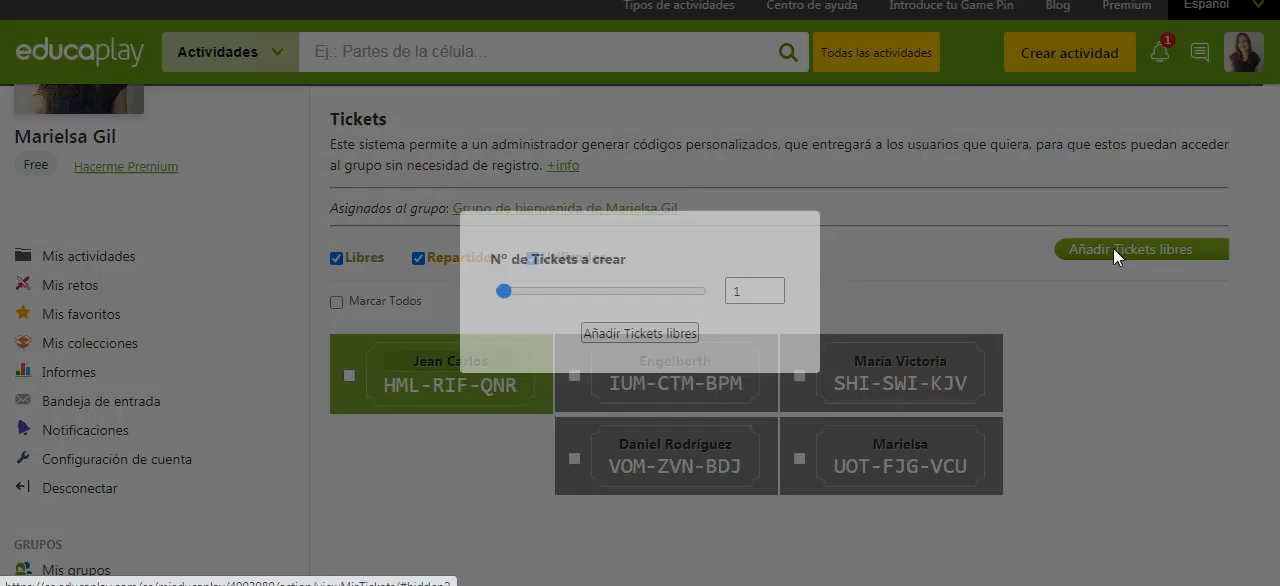 Tipos de actividades Centro de ayuda Introduce tu Game Pin Blog Premium Español
educaplay Actividades Ej.: Partes de la célula... Todas las actividades Crear actividad 1
Marielsa Gil
Free Hacerme Premium
Mis actividades
Mis retos
Mis favoritos
Mis colecciones
Informes
Bandeja de entrada
Notificaciones
Configuración de cuenta
Desconectar
GRUPOS
Mis grupos
Tickets
Este sistema permite a un administrador generar códigos personalizados, que entregará a los usuarios que quiera, para que estos puedan acceder
al grupo sin necesidad de registro. +info
Asignados al grupo: Grupo de bienvenida de Marielsa Gil
Libres Repartido
Añadir Tickets libres
Marcar Todos
Nº de Tickets a crear
1
Añadir Tickets libres
Jean Carlos Engelberth María Victoria
HML-RIF-QNR IUM-CTM-BPM SHI-SWI-KJV
Daniel Rodríguez Marielsa
VOM-ZVN-BDJ UOT-FJG-VCU